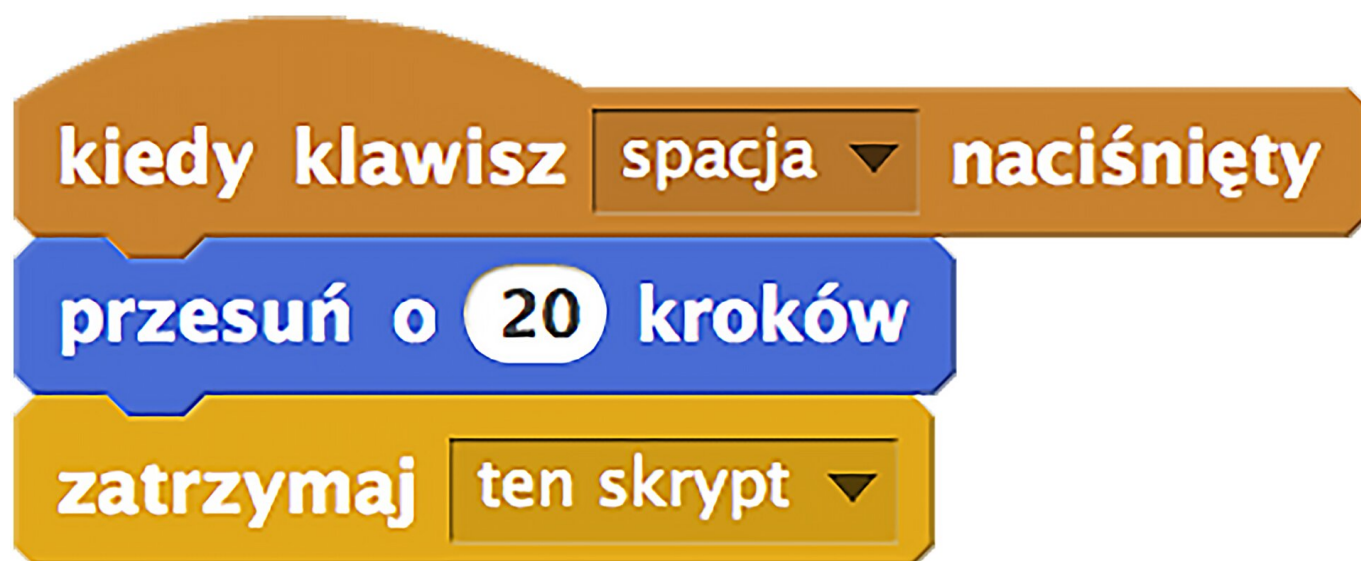 kiedy klawisz spacja naciśnięty
przesuń o 20 kroków
zatrzymaj ten skrypt